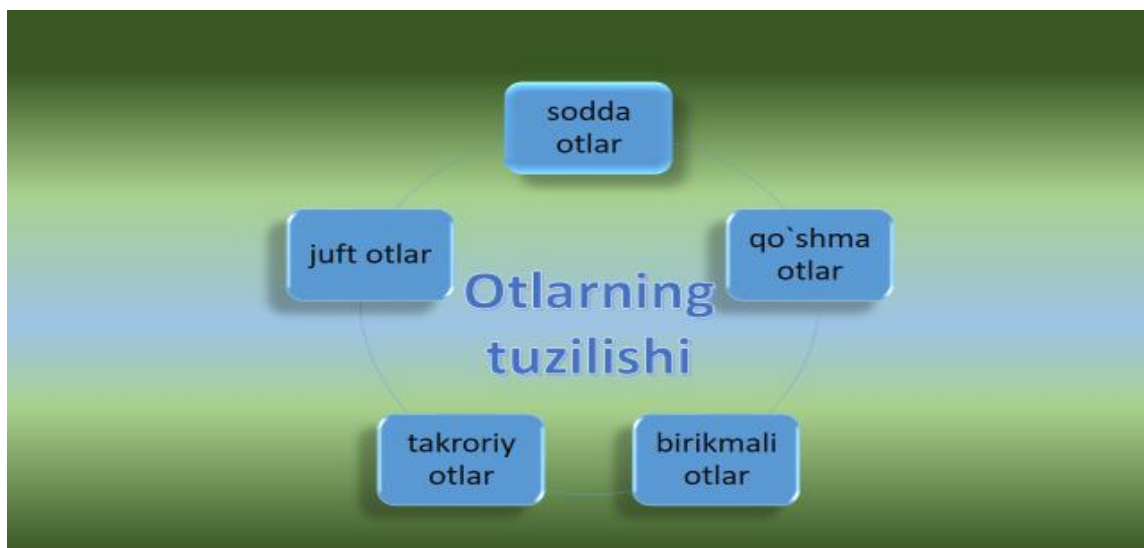 sodda
otlar
qo`shma
otlar
birikmali
otlar
takroriy
otlar
juft otlar
Otlarning
tuzilishi